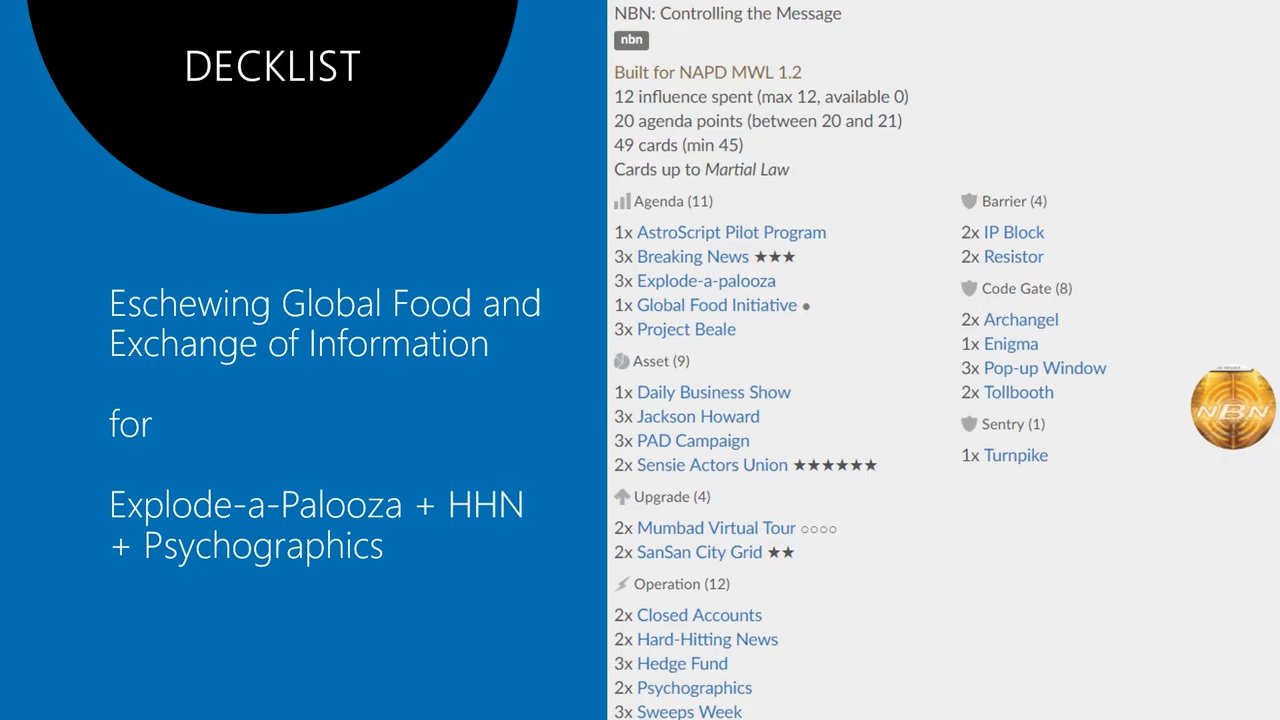 DECKLIST
Eschewing Global Food and
Exchange of Information
for
Explode-a-Palooza + HHN
+ Psychographics
NBN: Controlling the Message
nbn
Built for NAPD MWL 1.2
12 influence spent (max 12, available 0)
20 agenda points (between 20 and 21)
49 cards (min 45)
Cards up to Martial Law
Agenda (11)
1x AstroScript Pilot Program
3x Breaking News ★★★
3x Explode-a-palooza
1x Global Food Initiative ●
3x Project Beale
Asset (9)
1x Daily Business Show
3x Jackson Howard
3x PAD Campaign
2x Sensie Actors Union ★★★★★★
Upgrade (4)
2x Mumbad Virtual Tour ○○○○
2x SanSan City Grid ★★
Operation (12)
2x Closed Accounts
2x Hard-Hitting News
3x Hedge Fund
2x Psychographics
3x Sweeps Week
Barrier (4)
2x IP Block
2x Resistor
Code Gate (8)
2x Archangel
1x Enigma
3x Pop-up Window
2x Tollbooth
Sentry (1)
1x Turnpike
NBN